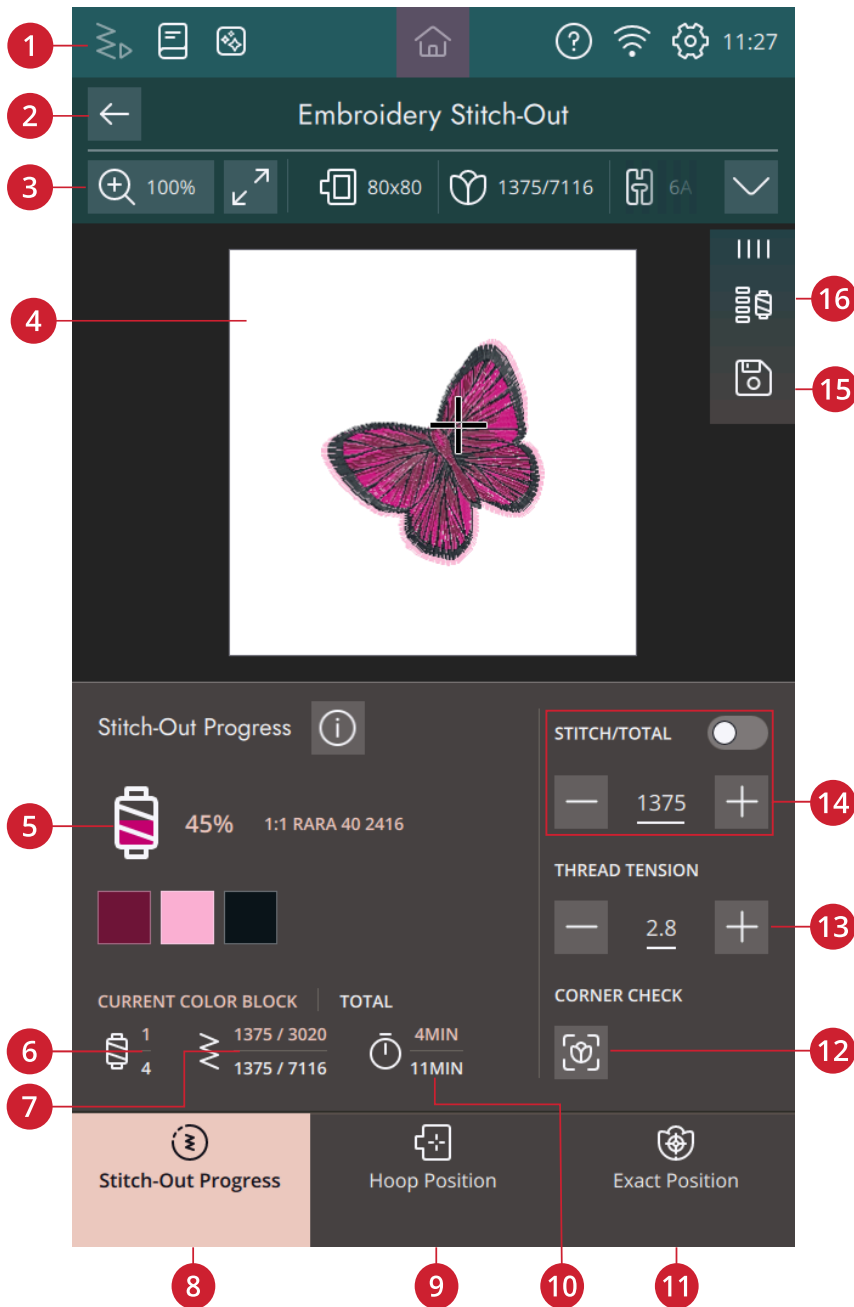 1
11:27
2
Embroidery Stitch-Out
3
100%
80x80
1375/7116
6A
4
16
15
Stitch-Out Progress
i
STITCH/TOTAL
1375
14
5
45%
1:1 RARA 40 2416
THREAD TENSION
2.8
13
CURRENT COLOR BLOCK
TOTAL
CORNER CHECK
6
1
4
1375 / 3020
1375 / 7116
4MIN
11MIN
12
7
Stitch-Out Progress
Hoop Position
Exact Position
8
9
10
11